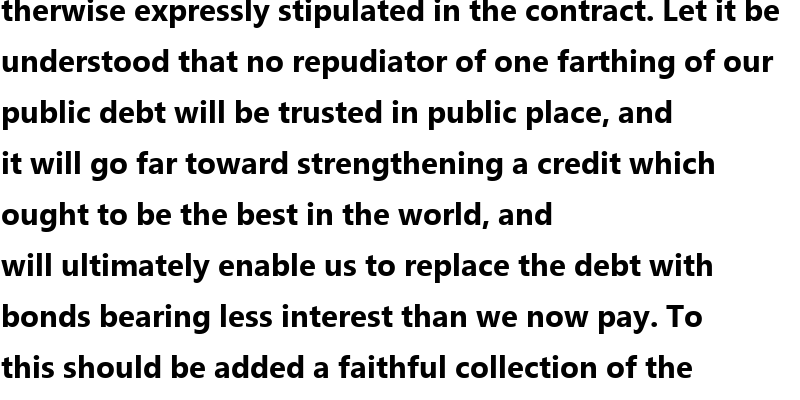 therwise expressly stipulated in the contract. Let it be
understood that no repudiator of one farthing of our
public debt will be trusted in public place, and
it will go far toward strengthening a credit which
ought to be the best in the world, and
will ultimately enable us to replace the debt with
bonds bearing less interest than we now pay. To
this should be added a faithful collection of the